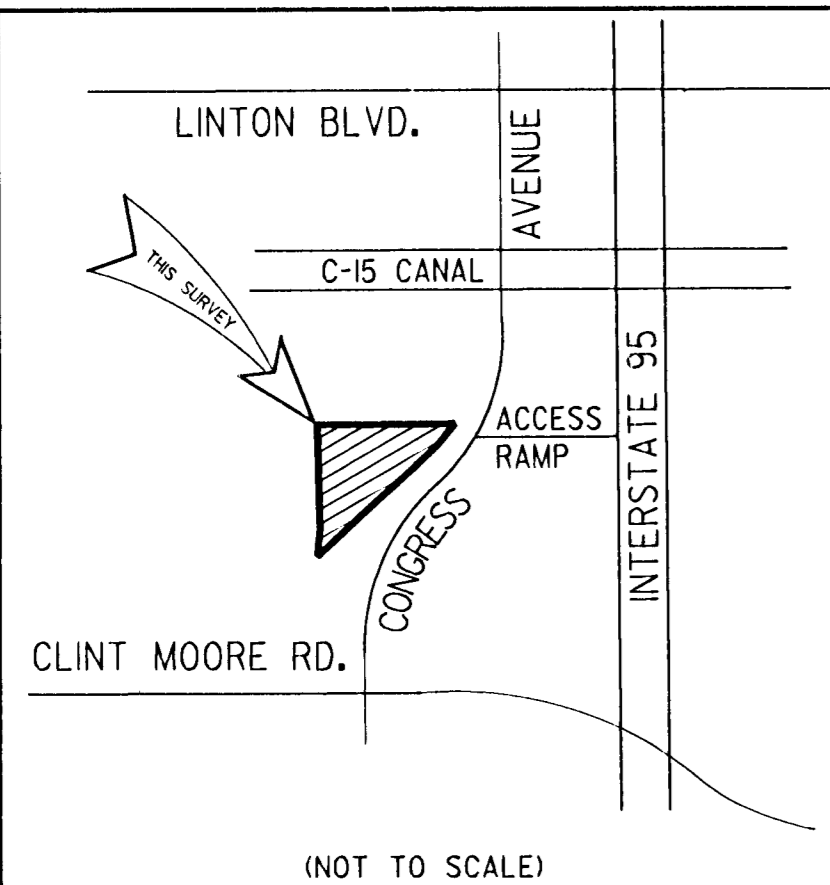 LINTON BLVD.
AVENUE
C-15 CANAL
THIS SURVEY
ACCESS
RAMP
INTERSTATE 95
CONGRESS
CLINT MOORE RD.
(NOT TO SCALE)